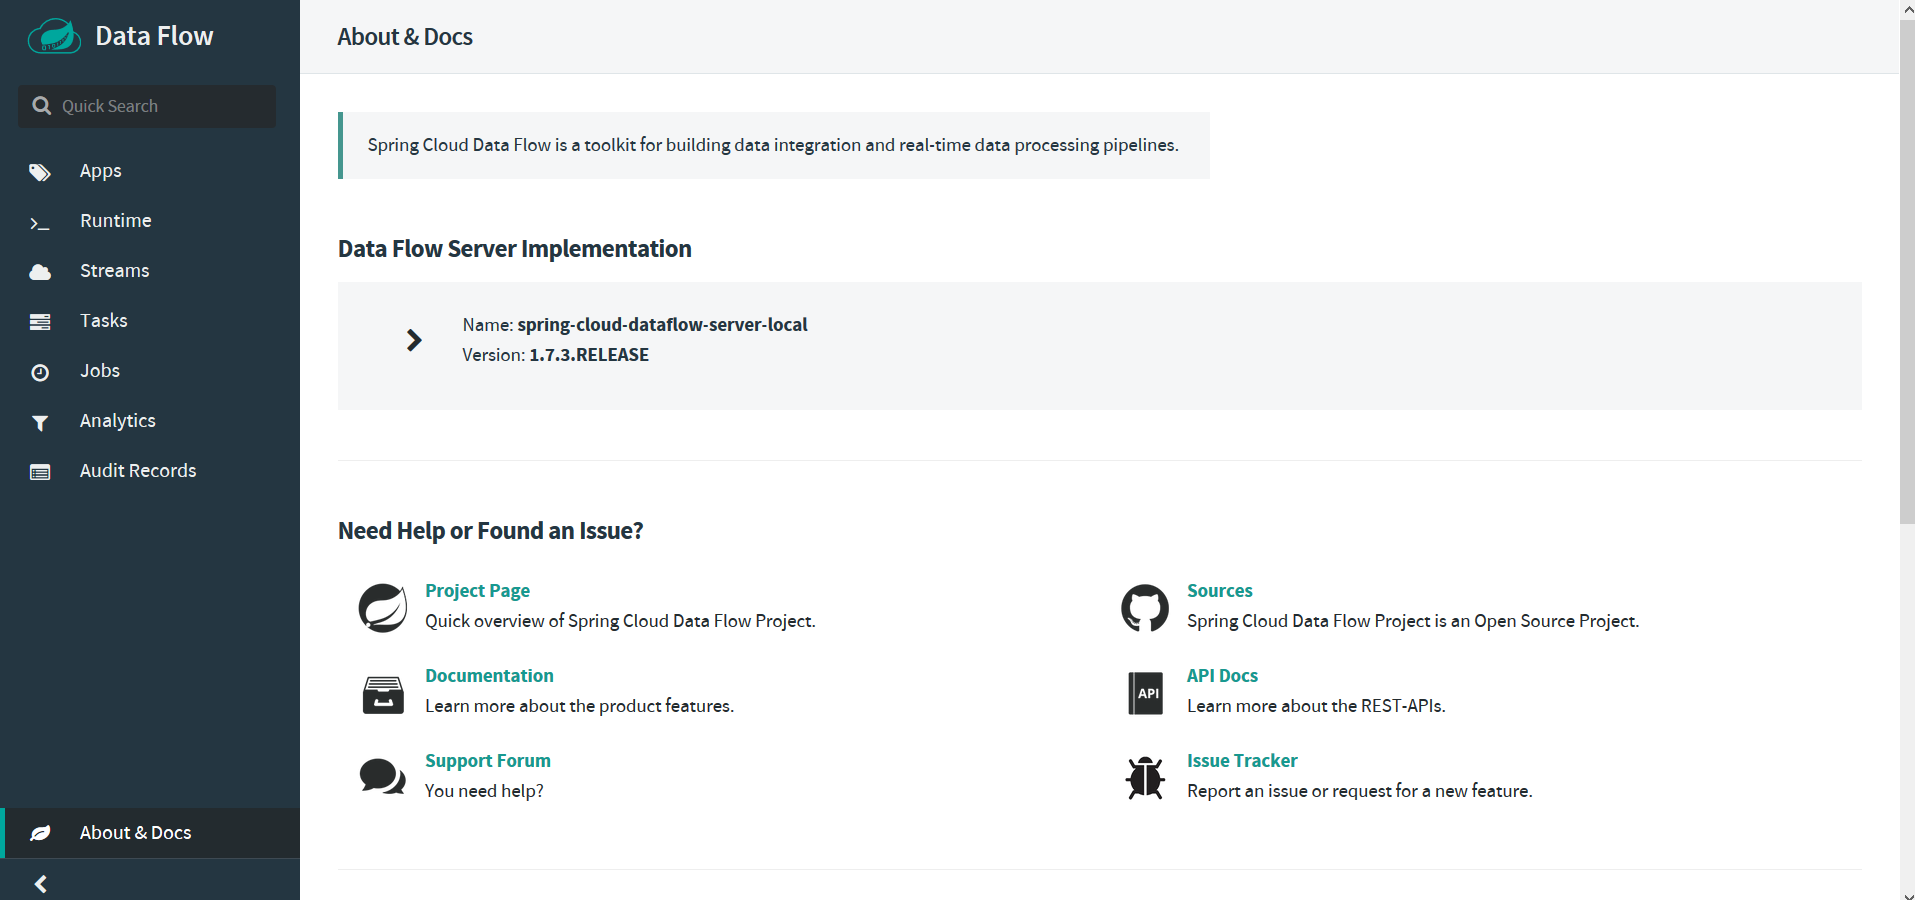 Data Flow
Quick Search
Apps
Runtime
Streams
Tasks
Jobs
Analytics
Audit Records
About & Docs
About & Docs
Spring Cloud Data Flow is a toolkit for building data integration and real-time data processing pipelines.
Data Flow Server Implementation
Name: spring-cloud-dataflow-server-local
Version: 1.7.3.RELEASE
Need Help or Found an Issue?
Project Page
Quick overview of Spring Cloud Data Flow Project.
Sources
Spring Cloud Data Flow Project is an Open Source Project.
Documentation
Learn more about the product features.
API
API Docs
Learn more about the REST-APIs.
Support Forum
You need help?
Issue Tracker
Report an issue or request for a new feature.